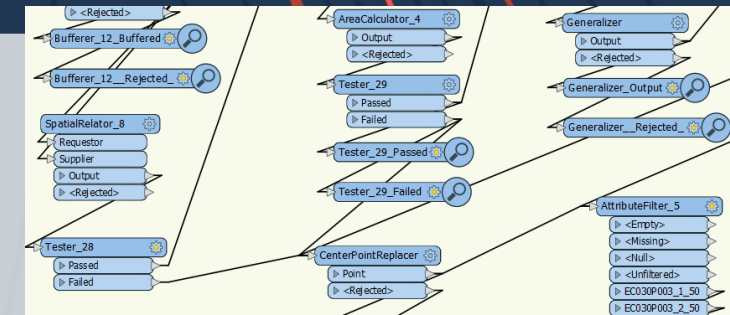 <Rejected>
Bufferer_12_Buffered
Bufferer_12__Rejected_
SpatialRelator_8
Requestor
Supplier
Output
<Rejected>
Tester_28
Passed
Failed
AreaCalculator_4
Output
<Rejected>
Tester_29
Passed
Failed
Tester_29_Passed
Tester_29_Failed
CenterPointReplacer
Point
<Rejected>
Generalizer
Output
<Rejected>
Generalizer_Output
Generalizer__Rejected_
AttributeFilter_5
<Empty>
<Missing>
<Null>
<Unfiltered>
EC030P003_1_50
EC030P003_2_50